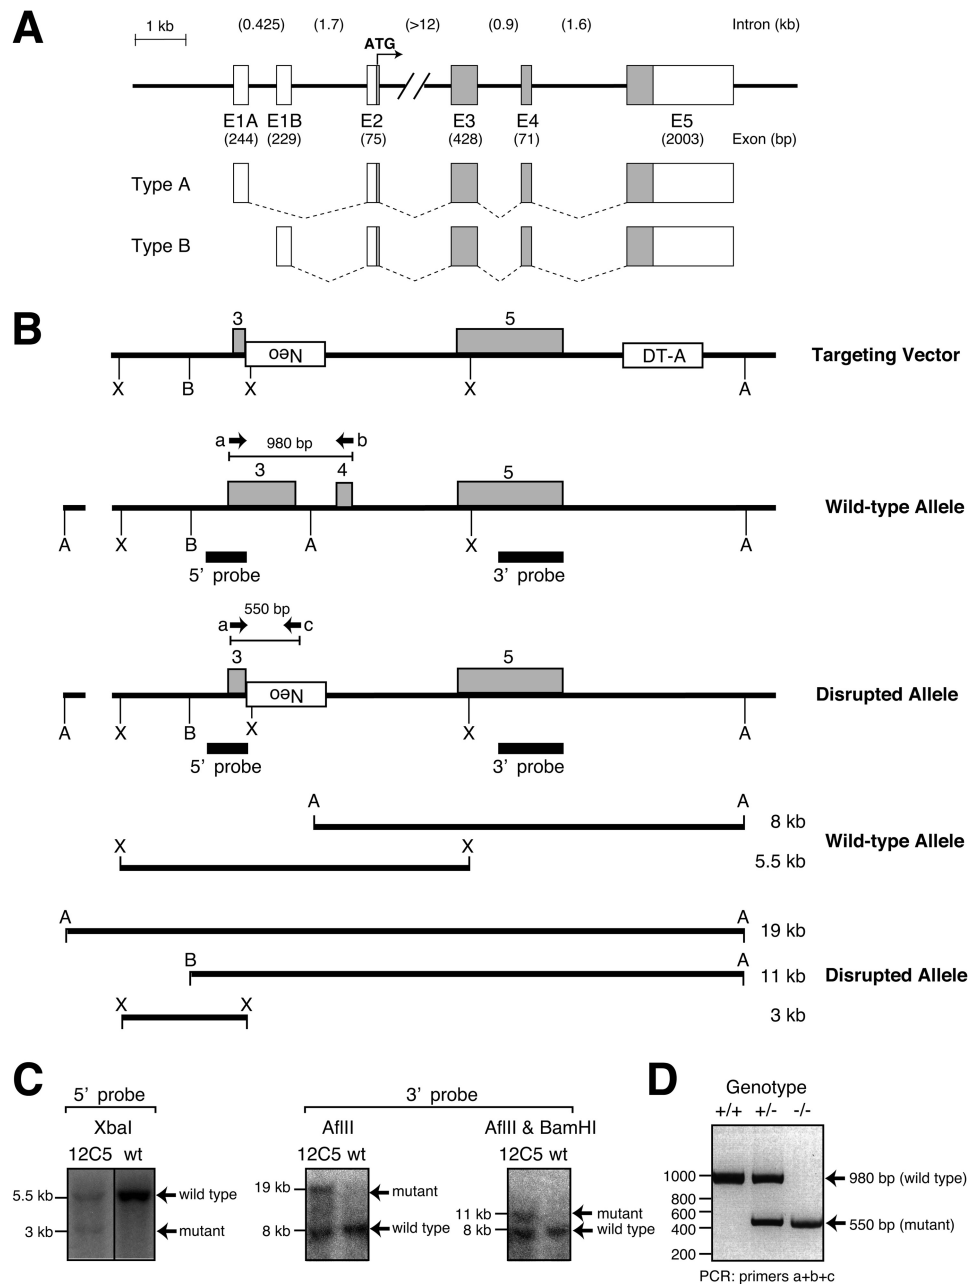 A
1 kb (0.425) (1.7) (>12) (0.9) (1.6) Intron (kb)
ATG
E1A E1B E2 E3 E4 E5
(244) (229) (75) (428) (71) (2003) Exon (bp)
Type A
Type B
B
3 5
Neo DT-A Targeting Vector
X B X X A
a 980 bp b
3 4 5
Wild-type Allele
A X B A X A
5' probe 3' probe
550 bp
a c
3 5
Neo Disrupted Allele
A X B X X A
5' probe 3' probe
A A
8 kb
Wild-type Allele
X X
5.5 kb
A A
19 kb
B A
11 kb Disrupted Allele
X X
3 kb
C
5' probe 3' probe
XbaI AflII AflII & BamHI
12C5 wt 12C5 wt 12C5 wt
5.5 kb wild type 19 kb mutant 11 kb mutant
3 kb mutant 8 kb wild type 8 kb wild type
D
Genotype
+/+ +/- -/-
1000 980 bp (wild type)
800
600
400 550 bp (mutant)
200
PCR: primers a+b+c